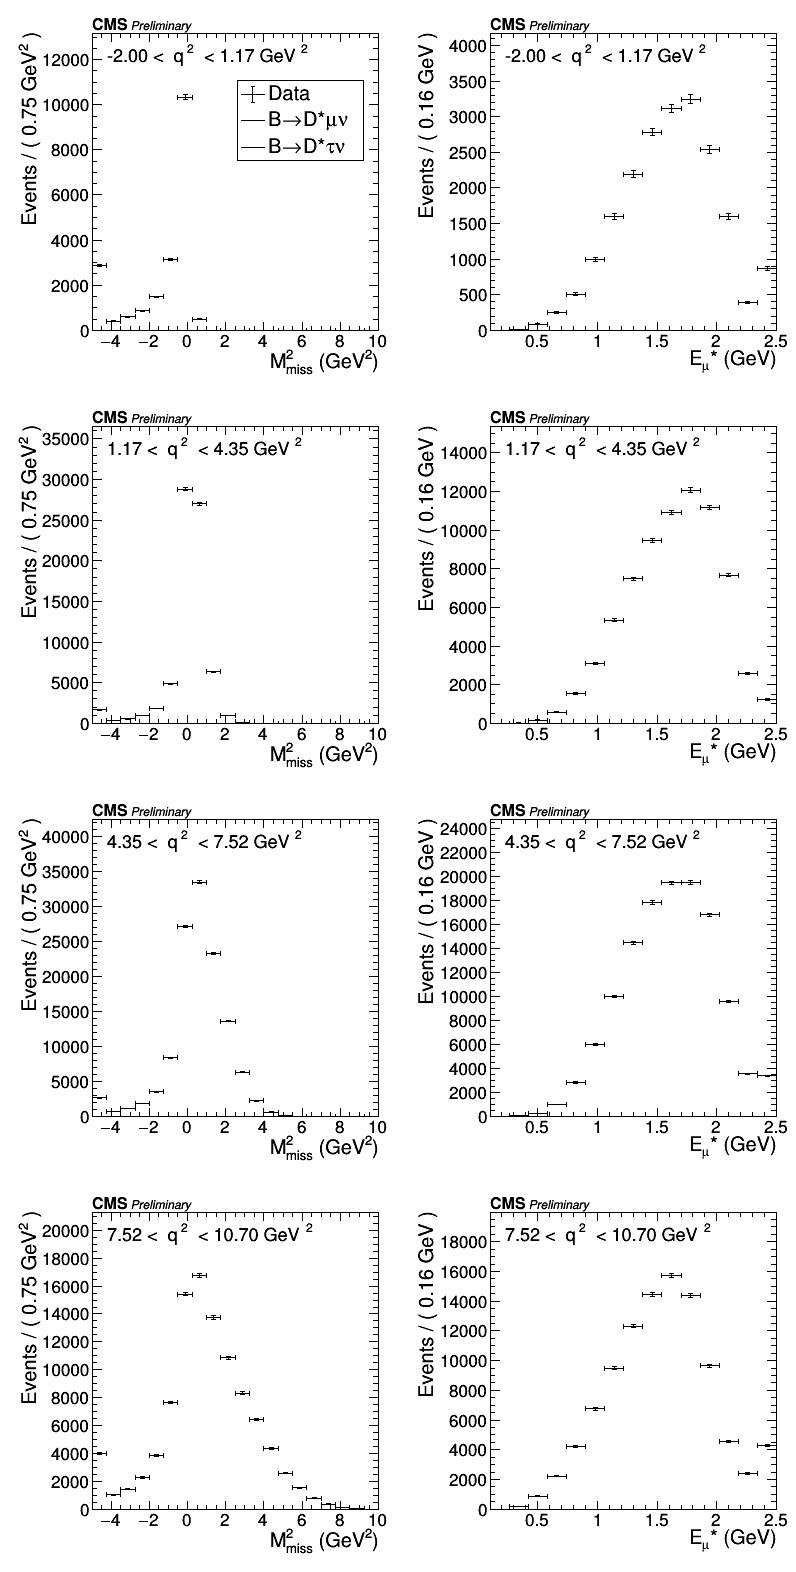 CMS Preliminary
-2.00 < q² < 1.17 GeV²
Data
B→D*μν
B→D*τν
Events / ( 0.75 GeV² )
0 2000 4000 6000 8000 10000 12000
−4 −2 0 2 4 6 8 10
M²miss (GeV²)
CMS Preliminary
-2.00 < q² < 1.17 GeV²
Events / ( 0.16 GeV )
0 500 1000 1500 2000 2500 3000 3500 4000
0.5 1 1.5 2 2.5
Eμ* (GeV)
CMS Preliminary
1.17 < q² < 4.35 GeV²
Events / ( 0.75 GeV² )
0 5000 10000 15000 20000 25000 30000 35000
−4 −2 0 2 4 6 8 10
M²miss (GeV²)
CMS Preliminary
1.17 < q² < 4.35 GeV²
Events / ( 0.16 GeV )
0 2000 4000 6000 8000 10000 12000 14000
0.5 1 1.5 2 2.5
Eμ* (GeV)
CMS Preliminary
4.35 < q² < 7.52 GeV²
Events / ( 0.75 GeV² )
0 5000 10000 15000 20000 25000 30000 35000 40000
−4 −2 0 2 4 6 8 10
M²miss (GeV²)
CMS Preliminary
4.35 < q² < 7.52 GeV²
Events / ( 0.16 GeV )
0 2000 4000 6000 8000 10000 12000 14000 16000 18000 20000 22000 24000
0.5 1 1.5 2 2.5
Eμ* (GeV)
CMS Preliminary
7.52 < q² < 10.70 GeV²
Events / ( 0.75 GeV² )
0 2000 4000 6000 8000 10000 12000 14000 16000 18000 20000
−4 −2 0 2 4 6 8 10
M²miss (GeV²)
CMS Preliminary
7.52 < q² < 10.70 GeV²
Events / ( 0.16 GeV )
0 2000 4000 6000 8000 10000 12000 14000 16000 18000
0.5 1 1.5 2 2.5
Eμ* (GeV)